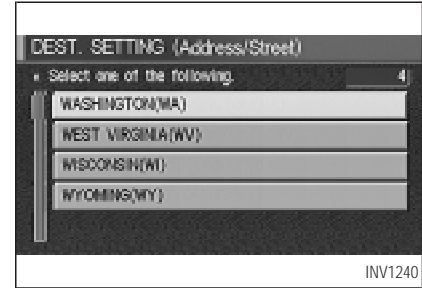 DEST. SETTING (Address/Street)
Select one of the following. 4
WASHINGTON(WA)
WEST VIRGINIA(WV)
WISCONSIN(WI)
WYOMING(WY)
INV1240